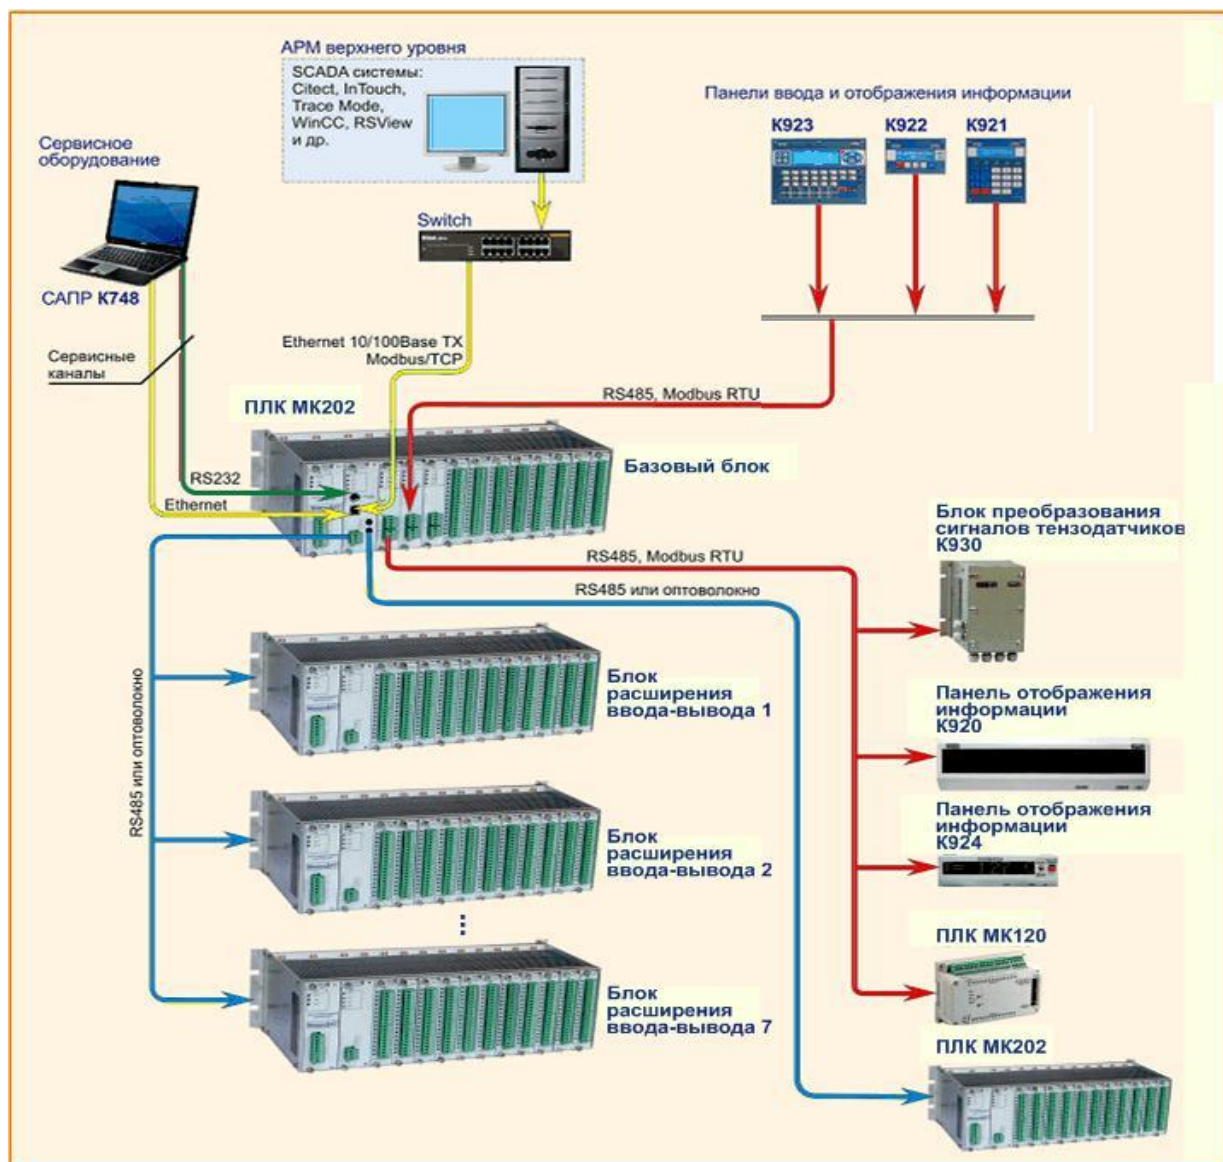 АРМ верхнего уровня
SCADA системы:
Citect, InTouch,
Trace Mode,
WinCC, RSView
и др.
Панели ввода и отображения информации
К923
К922
К921
Сервисное
оборудование
Switch
САПР К748
Ethernet 10/100Base TX
Modbus/TCP
Сервисные
каналы
RS485, Modbus RTU
ПЛК МК202
Базовый блок
RS232
Ethernet
Блок преобразования
сигналов тензодатчиков
К930
RS485, Modbus RTU
RS485 или оптоволокно
RS485 или оптоволокно
Блок
расширения
ввода-вывода 1
Панель отображения
информации
К920
Блок
расширения
ввода-вывода 2
Панель отображения
информации
К924
ПЛК МК120
Блок
расширения
ввода-вывода 7
ПЛК МК202